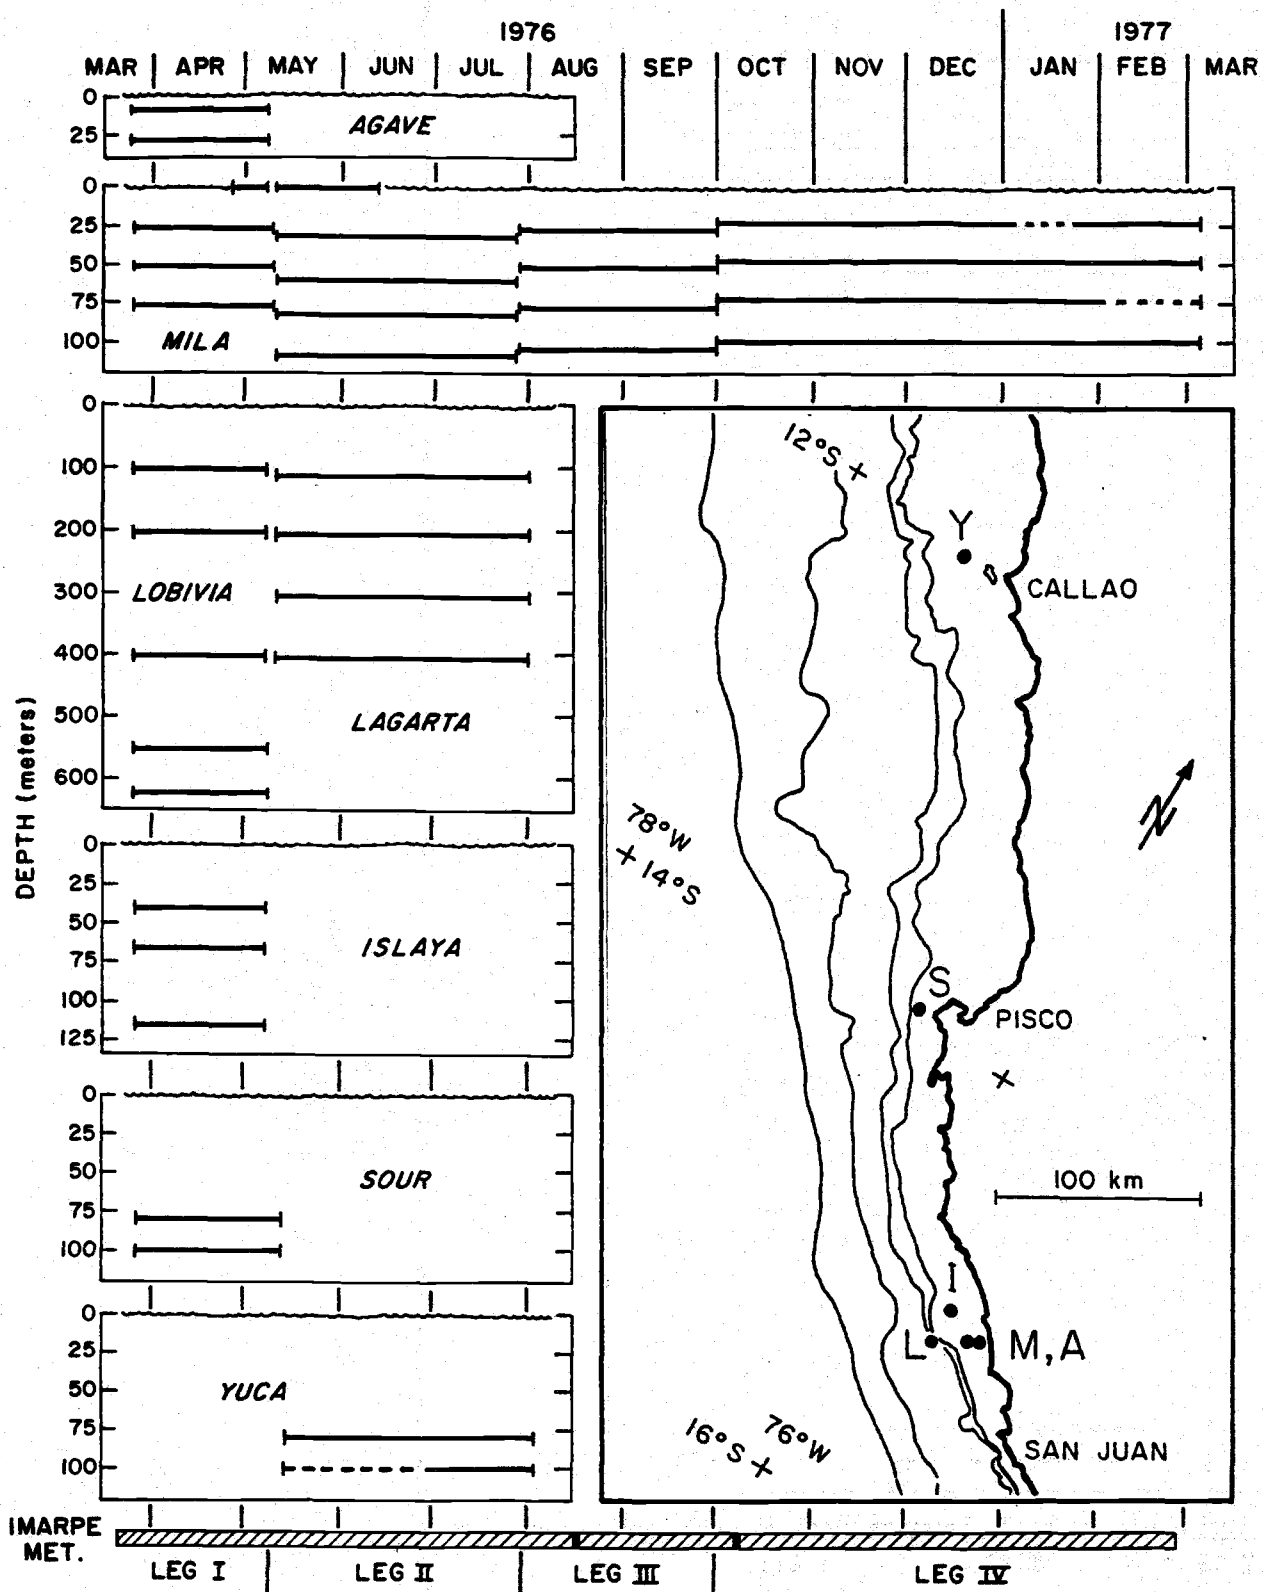 1976 1977
MAR APR MAY JUN JUL AUG SEP OCT NOV DEC JAN FEB MAR
0
25
AGAVE
0
25
50
75
100
MILA
DEPTH (meters)
0
100
200
300
400
500
600
LOBIVIA
LAGARTA
0
25
50
75
100
125
ISLAYA
0
25
50
75
100
SOUR
0
25
50
75
100
YUCA
12°S
Y
CALLAO
N
78°W
14°S
S
PISCO
100 km
I
L M,A
76°W
16°S
SAN JUAN
IMARPE
MET.
LEG I LEG II LEG III LEG IV